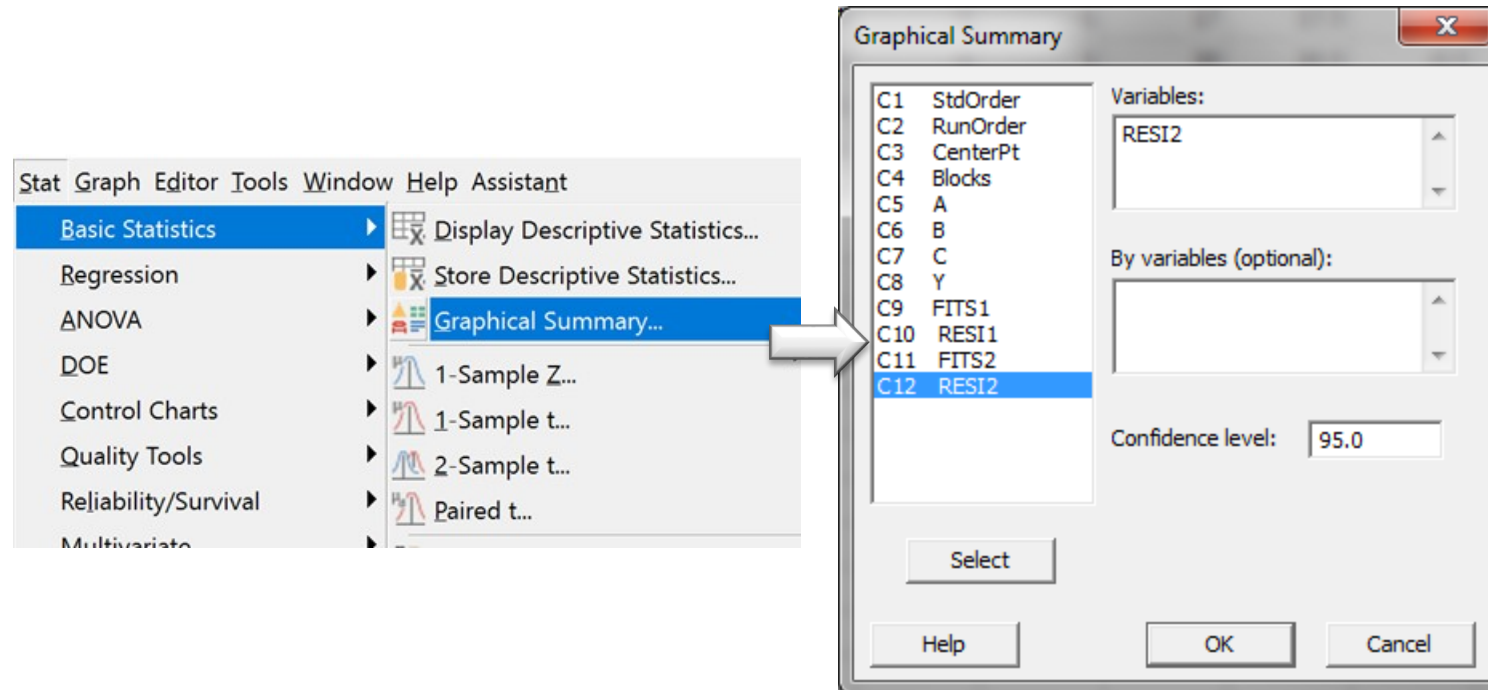 Stat Graph Editor Tools Window Help Assistant
Basic Statistics
Regression
ANOVA
DOE
Control Charts
Quality Tools
Reliability/Survival
Multivariate
Display Descriptive Statistics...
Store Descriptive Statistics...
Graphical Summary...
1-Sample Z...
1-Sample t...
2-Sample t...
Paired t...
Graphical Summary
C1 StdOrder
C2 RunOrder
C3 CenterPt
C4 Blocks
C5 A
C6 B
C7 C
C8 Y
C9 FITS1
C10 RESI1
C11 FITS2
C12 RESI2
Variables:
RESI2
By variables (optional):
Confidence level: 95.0
Select
Help
OK
Cancel